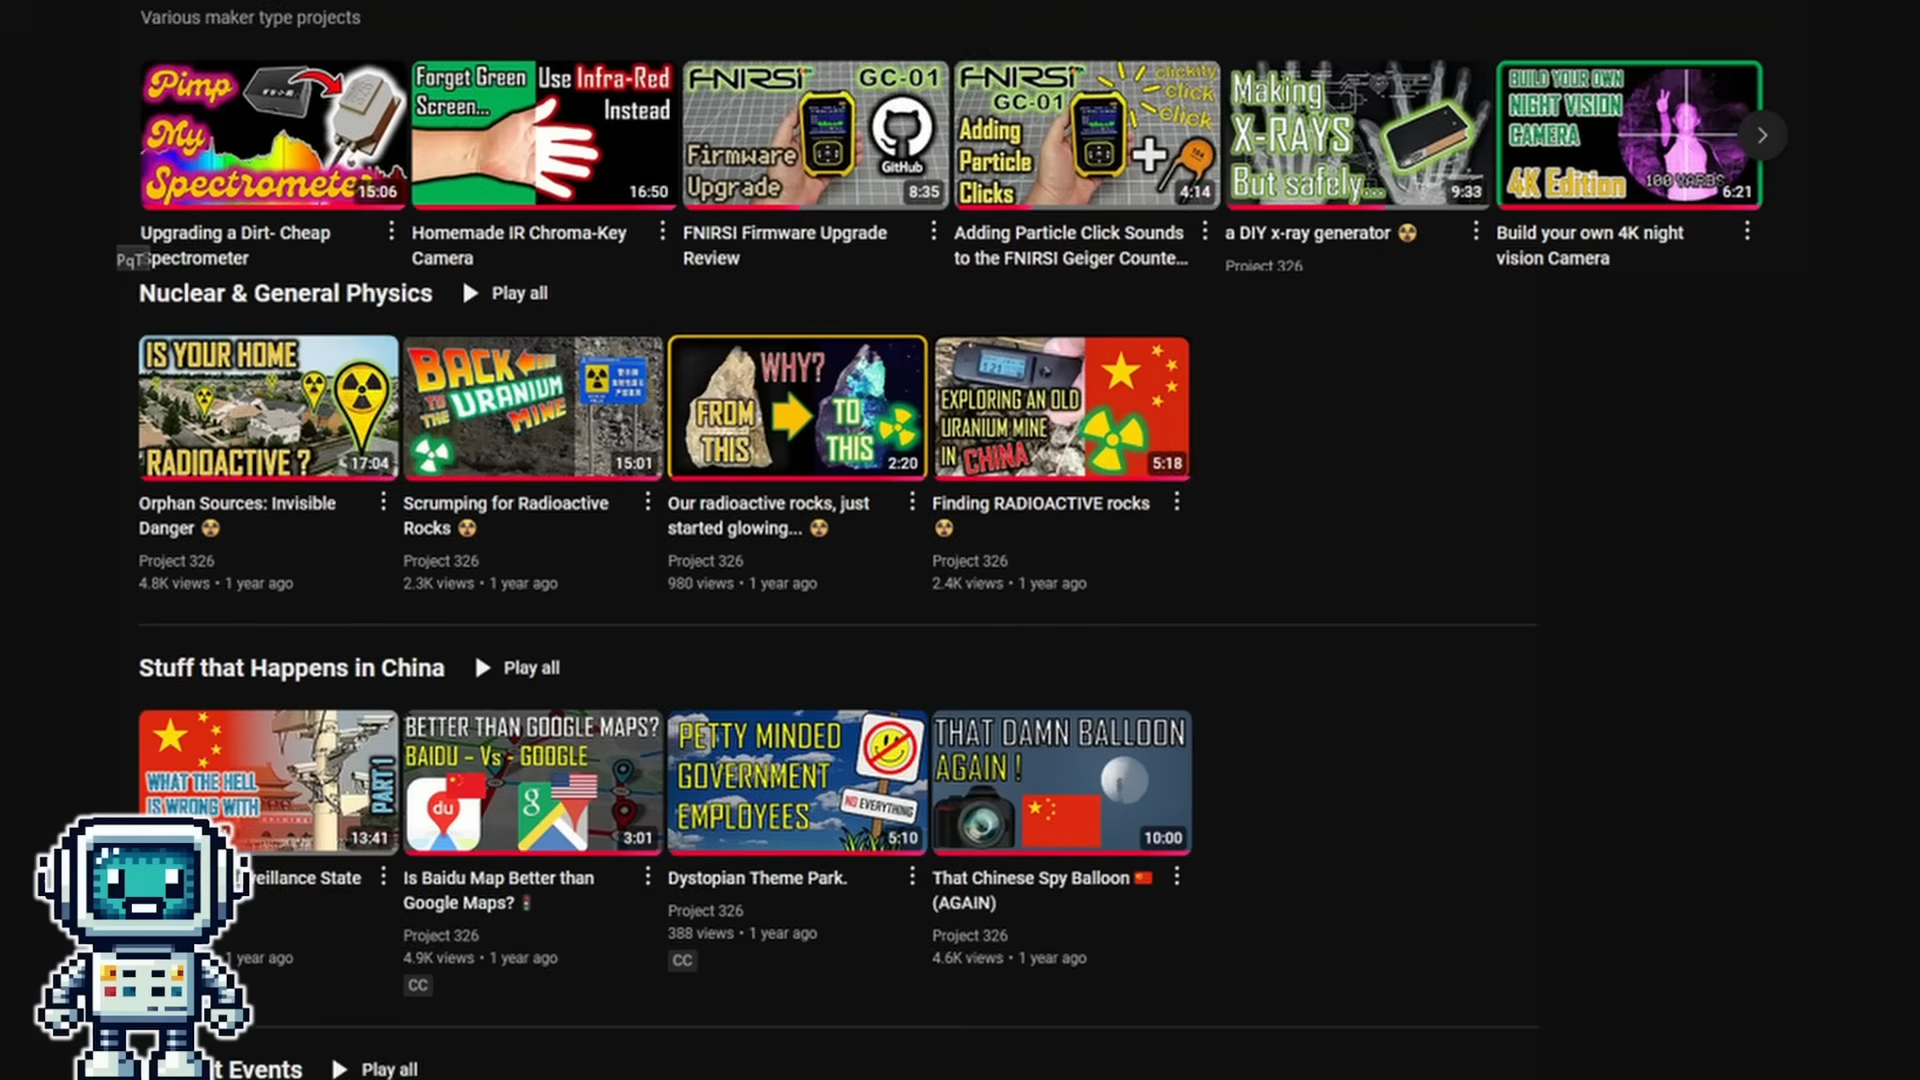 Various maker type projects
Pimp
My
Spectrometer
15:06
Forget Green
Screen...
Use Infra-Red
Instead
16:50
FNIRSI
GC-01
GitHub
Firmware
Upgrade
8:35
FNIRSI
GC-01
clickity
click
click
Adding
Particle
Clicks
4:14
Making
X-RAYS
But safely...
9:33
BUILD YOUR OWN
NIGHT VISION
CAMERA
4K Edition
100 YARDS
6:21
Upgrading a Dirt- Cheap
Spectrometer
Homemade IR Chroma-Key
Camera
FNIRSI Firmware Upgrade
Review
Adding Particle Click Sounds
to the FNIRSI Geiger Counte...
a DIY x-ray generator ☢
Project 326
Build your own 4K night
vision Camera
Nuclear & General Physics
Play all
IS YOUR HOME
RADIOACTIVE ?
17:04
BACK
TO THE URANIUM
MINE
15:01
WHY?
FROM
THIS
TO
THIS
2:20
EXPLORING AN OLD
URANIUM MINE
IN CHINA
5:18
Orphan Sources: Invisible
Danger ☢
Project 326
4.8K views • 1 year ago
Scrumping for Radioactive
Rocks ☢
Project 326
2.3K views • 1 year ago
Our radioactive rocks, just
started glowing... ☢
Project 326
980 views • 1 year ago
Finding RADIOACTIVE rocks
☢
Project 326
2.4K views • 1 year ago
Stuff that Happens in China
Play all
WHAT THE HELL
IS WRONG WITH
PART 1
13:41
BETTER THAN GOOGLE MAPS?
BAIDU - Vs - GOOGLE
du
g
3:01
PETTY MINDED
GOVERNMENT
EMPLOYEES
NO EVERYTHING
5:10
THAT DAMN BALLOON
AGAIN !
10:00
veillance State
1 year ago
Is Baidu Map Better than
Google Maps? 🚦
Project 326
4.9K views • 1 year ago
CC
Dystopian Theme Park.
Project 326
388 views • 1 year ago
CC
That Chinese Spy Balloon 🇨🇳
(AGAIN)
Project 326
4.6K views • 1 year ago
t Events
Play all